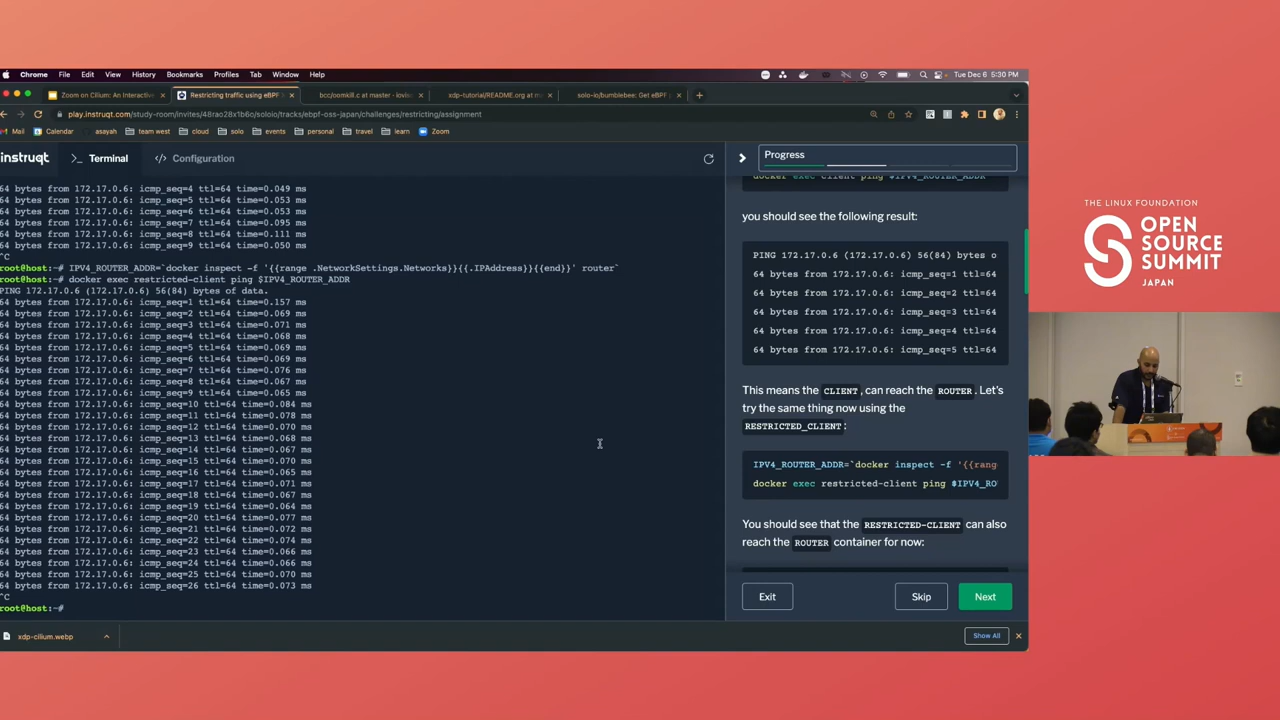 Chrome File Edit View History Bookmarks Profiles Tab Window Help
Tue Dec 6 5:30 PM
Zoom on Cilium: An Interactive
Restricting traffic using eBPF
bcc/oomkill.c at master · iovis
xdp-tutorial/README.org at m
solo-io/bumblebee: Get eBPF
play.instruqt.com/study-room/invites/48rao28x1b6o/soloio/tracks/ebpf-oss-japan/challenges/restricting/assignment
Mail Calendar asayah team west cloud solo events personal travel learn Zoom
instruqt
Terminal
Configuration
64 bytes from 172.17.0.6: icmp_seq=4 ttl=64 time=0.049 ms
64 bytes from 172.17.0.6: icmp_seq=5 ttl=64 time=0.053 ms
64 bytes from 172.17.0.6: icmp_seq=6 ttl=64 time=0.053 ms
64 bytes from 172.17.0.6: icmp_seq=7 ttl=64 time=0.095 ms
64 bytes from 172.17.0.6: icmp_seq=8 ttl=64 time=0.111 ms
64 bytes from 172.17.0.6: icmp_seq=9 ttl=64 time=0.050 ms
^C
root@host:~# IPV4_ROUTER_ADDR=`docker inspect -f '{{range .NetworkSettings.Networks}}{{.IPAddress}}{{end}}' router`
root@host:~# docker exec restricted-client ping $IPV4_ROUTER_ADDR
PING 172.17.0.6 (172.17.0.6) 56(84) bytes of data.
64 bytes from 172.17.0.6: icmp_seq=1 ttl=64 time=0.157 ms
64 bytes from 172.17.0.6: icmp_seq=2 ttl=64 time=0.069 ms
64 bytes from 172.17.0.6: icmp_seq=3 ttl=64 time=0.071 ms
64 bytes from 172.17.0.6: icmp_seq=4 ttl=64 time=0.068 ms
64 bytes from 172.17.0.6: icmp_seq=5 ttl=64 time=0.069 ms
64 bytes from 172.17.0.6: icmp_seq=6 ttl=64 time=0.069 ms
64 bytes from 172.17.0.6: icmp_seq=7 ttl=64 time=0.076 ms
64 bytes from 172.17.0.6: icmp_seq=8 ttl=64 time=0.067 ms
64 bytes from 172.17.0.6: icmp_seq=9 ttl=64 time=0.065 ms
64 bytes from 172.17.0.6: icmp_seq=10 ttl=64 time=0.084 ms
64 bytes from 172.17.0.6: icmp_seq=11 ttl=64 time=0.078 ms
64 bytes from 172.17.0.6: icmp_seq=12 ttl=64 time=0.070 ms
64 bytes from 172.17.0.6: icmp_seq=13 ttl=64 time=0.068 ms
64 bytes from 172.17.0.6: icmp_seq=14 ttl=64 time=0.067 ms
64 bytes from 172.17.0.6: icmp_seq=15 ttl=64 time=0.070 ms
64 bytes from 172.17.0.6: icmp_seq=16 ttl=64 time=0.065 ms
64 bytes from 172.17.0.6: icmp_seq=17 ttl=64 time=0.071 ms
64 bytes from 172.17.0.6: icmp_seq=18 ttl=64 time=0.067 ms
64 bytes from 172.17.0.6: icmp_seq=19 ttl=64 time=0.064 ms
64 bytes from 172.17.0.6: icmp_seq=20 ttl=64 time=0.077 ms
64 bytes from 172.17.0.6: icmp_seq=21 ttl=64 time=0.072 ms
64 bytes from 172.17.0.6: icmp_seq=22 ttl=64 time=0.074 ms
64 bytes from 172.17.0.6: icmp_seq=23 ttl=64 time=0.066 ms
64 bytes from 172.17.0.6: icmp_seq=24 ttl=64 time=0.066 ms
64 bytes from 172.17.0.6: icmp_seq=25 ttl=64 time=0.070 ms
64 bytes from 172.17.0.6: icmp_seq=26 ttl=64 time=0.073 ms
^C
root@host:~#
Progress
docker exec client ping $IPV4_ROUTER_ADDR
you should see the following result:
PING 172.17.0.6 (172.17.0.6) 56(84) bytes o
64 bytes from 172.17.0.6: icmp_seq=1 ttl=64
64 bytes from 172.17.0.6: icmp_seq=2 ttl=64
64 bytes from 172.17.0.6: icmp_seq=3 ttl=64
64 bytes from 172.17.0.6: icmp_seq=4 ttl=64
64 bytes from 172.17.0.6: icmp_seq=5 ttl=64
This means the CLIENT, can reach the ROUTER. Let's
try the same thing now using the
RESTRICTED_CLIENT:
IPV4_ROUTER_ADDR=`docker inspect -f '{{rang
docker exec restricted-client ping $IPV4_RO
You should see that the RESTRICTED-CLIENT can also
reach the ROUTER container for now:
Exit
Skip
Next
xdp-cilium.webp
Show All
THE LINUX FOUNDATION
OPEN
SOURCE
SUMMIT
JAPAN